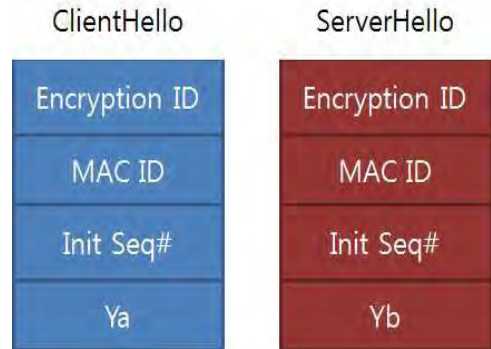 ClientHello
Encryption ID
MAC ID
Init Seq#
Ya
ServerHello
Encryption ID
MAC ID
Init Seq#
Yb